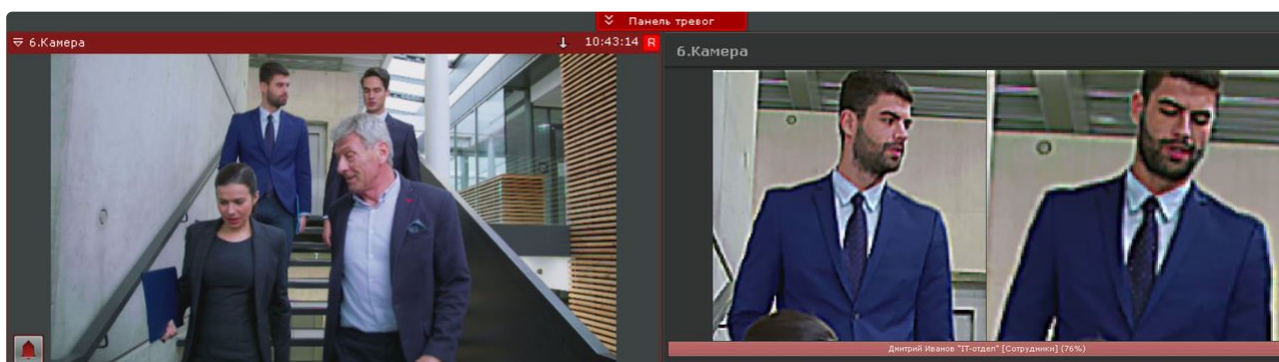 Панель тревог
6.Камера
10:43:14 R
6.Камера
Дмитрий Иванов "IT-отдел" [Сотрудники] (76%)